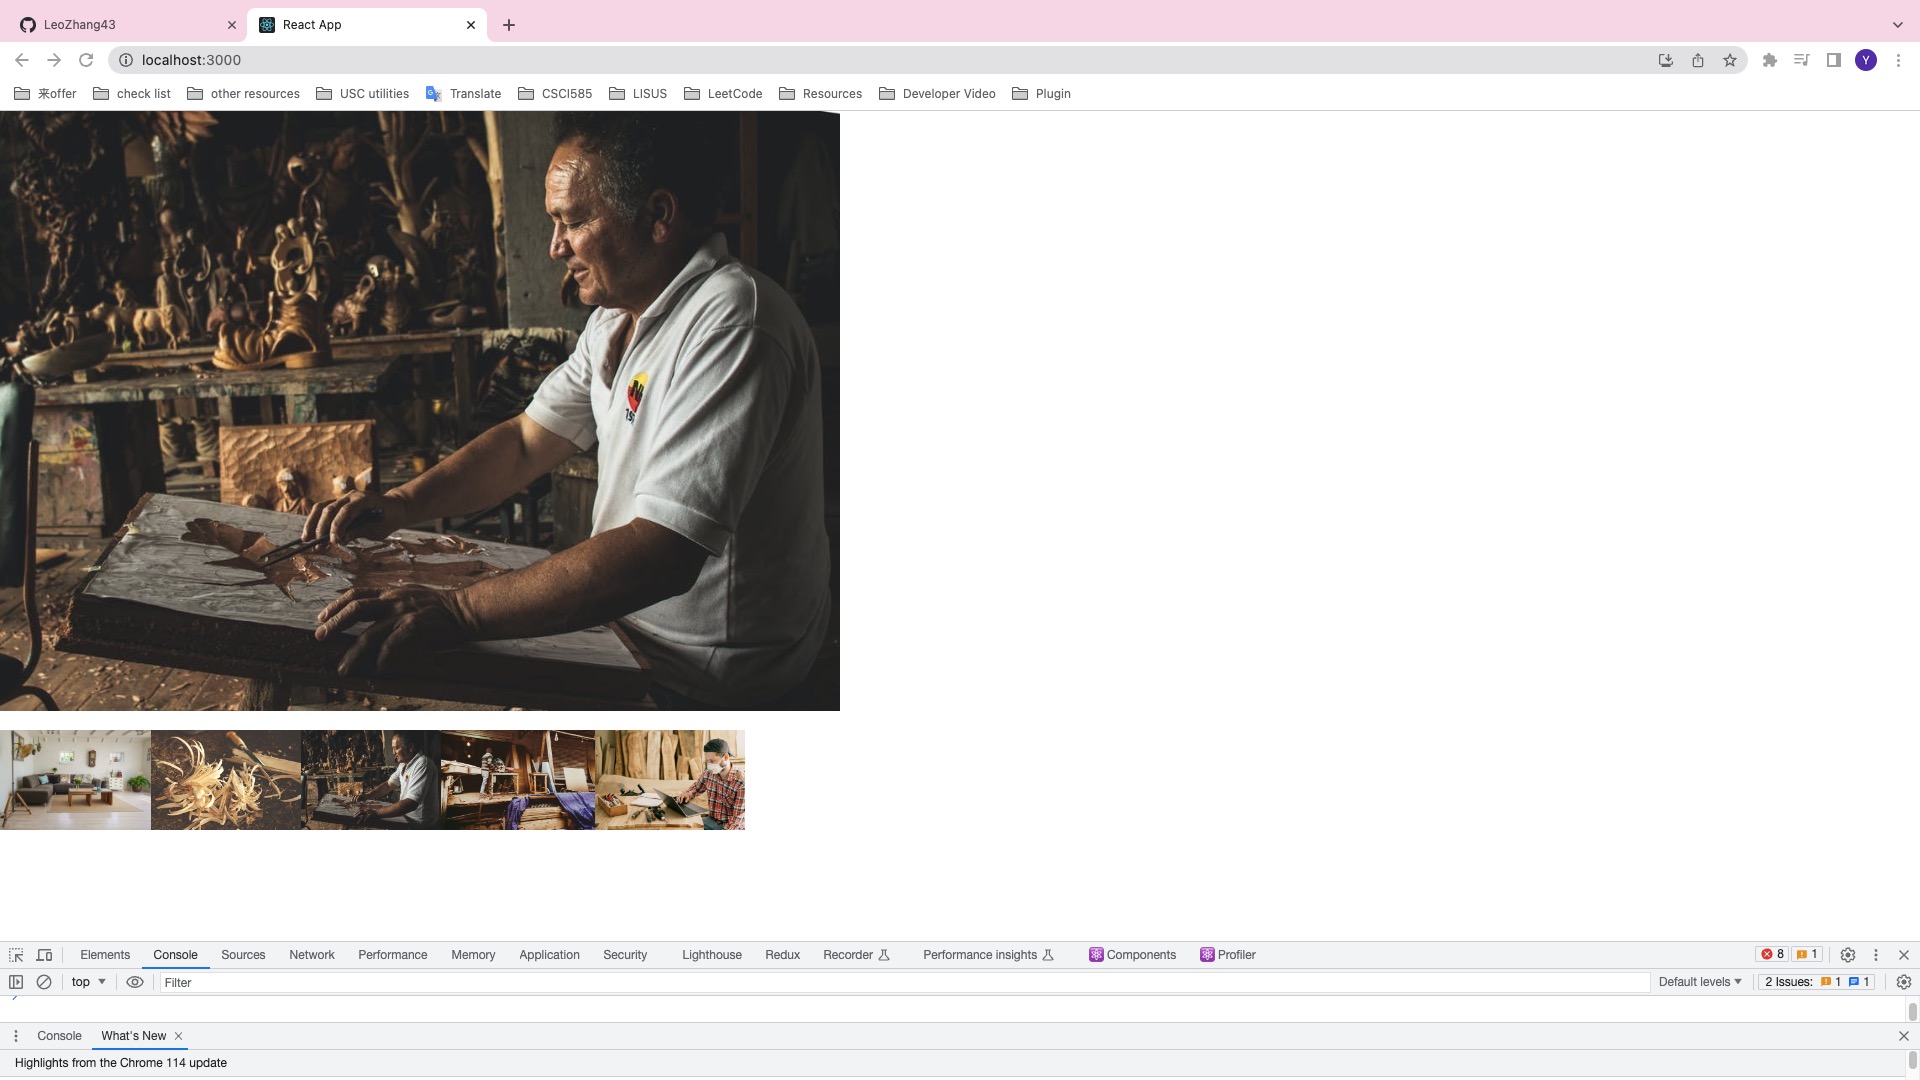 LeoZhang43
React App
localhost:3000
Y
来offer check list other resources USC utilities Translate CSCI585 LISUS LeetCode Resources Developer Video Plugin
Elements Console Sources Network Performance Memory Application Security Lighthouse Redux Recorder Performance insights Components Profiler 8 1
top Filter Default levels 2 Issues: 1 1
Console What's New
Highlights from the Chrome 114 update